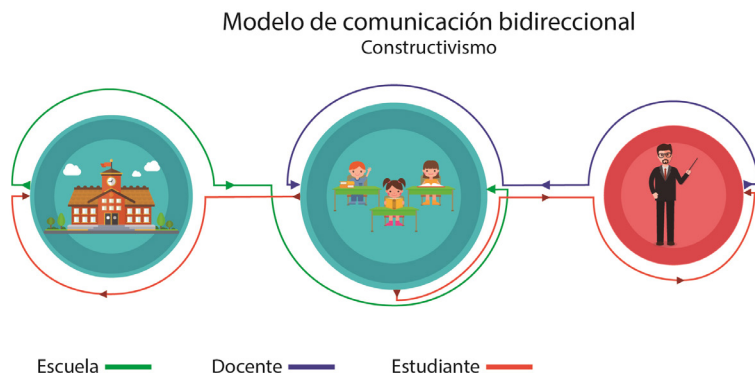 Modelo de comunicación bidireccional
Constructivismo
Escuela
Docente
Estudiante